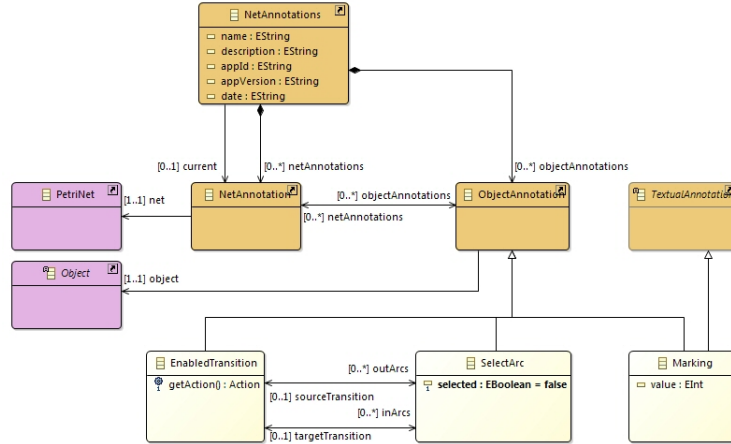 NetAnnotations
name : EString
description : EString
appId : EString
appVersion : EString
date : EString
[0..1] current
[0..*] netAnnotations
[0..*] objectAnnotations
PetriNet
[1..1] net
NetAnnotation
[0..*] objectAnnotations
[0..*] netAnnotations
ObjectAnnotation
TextualAnnotation
Object
[1..1] object
EnabledTransition
getAction() : Action
[0..*] outArcs
[0..1] sourceTransition
[0..*] inArcs
[0..1] targetTransition
SelectArc
selected : EBoolean = false
Marking
value : EInt